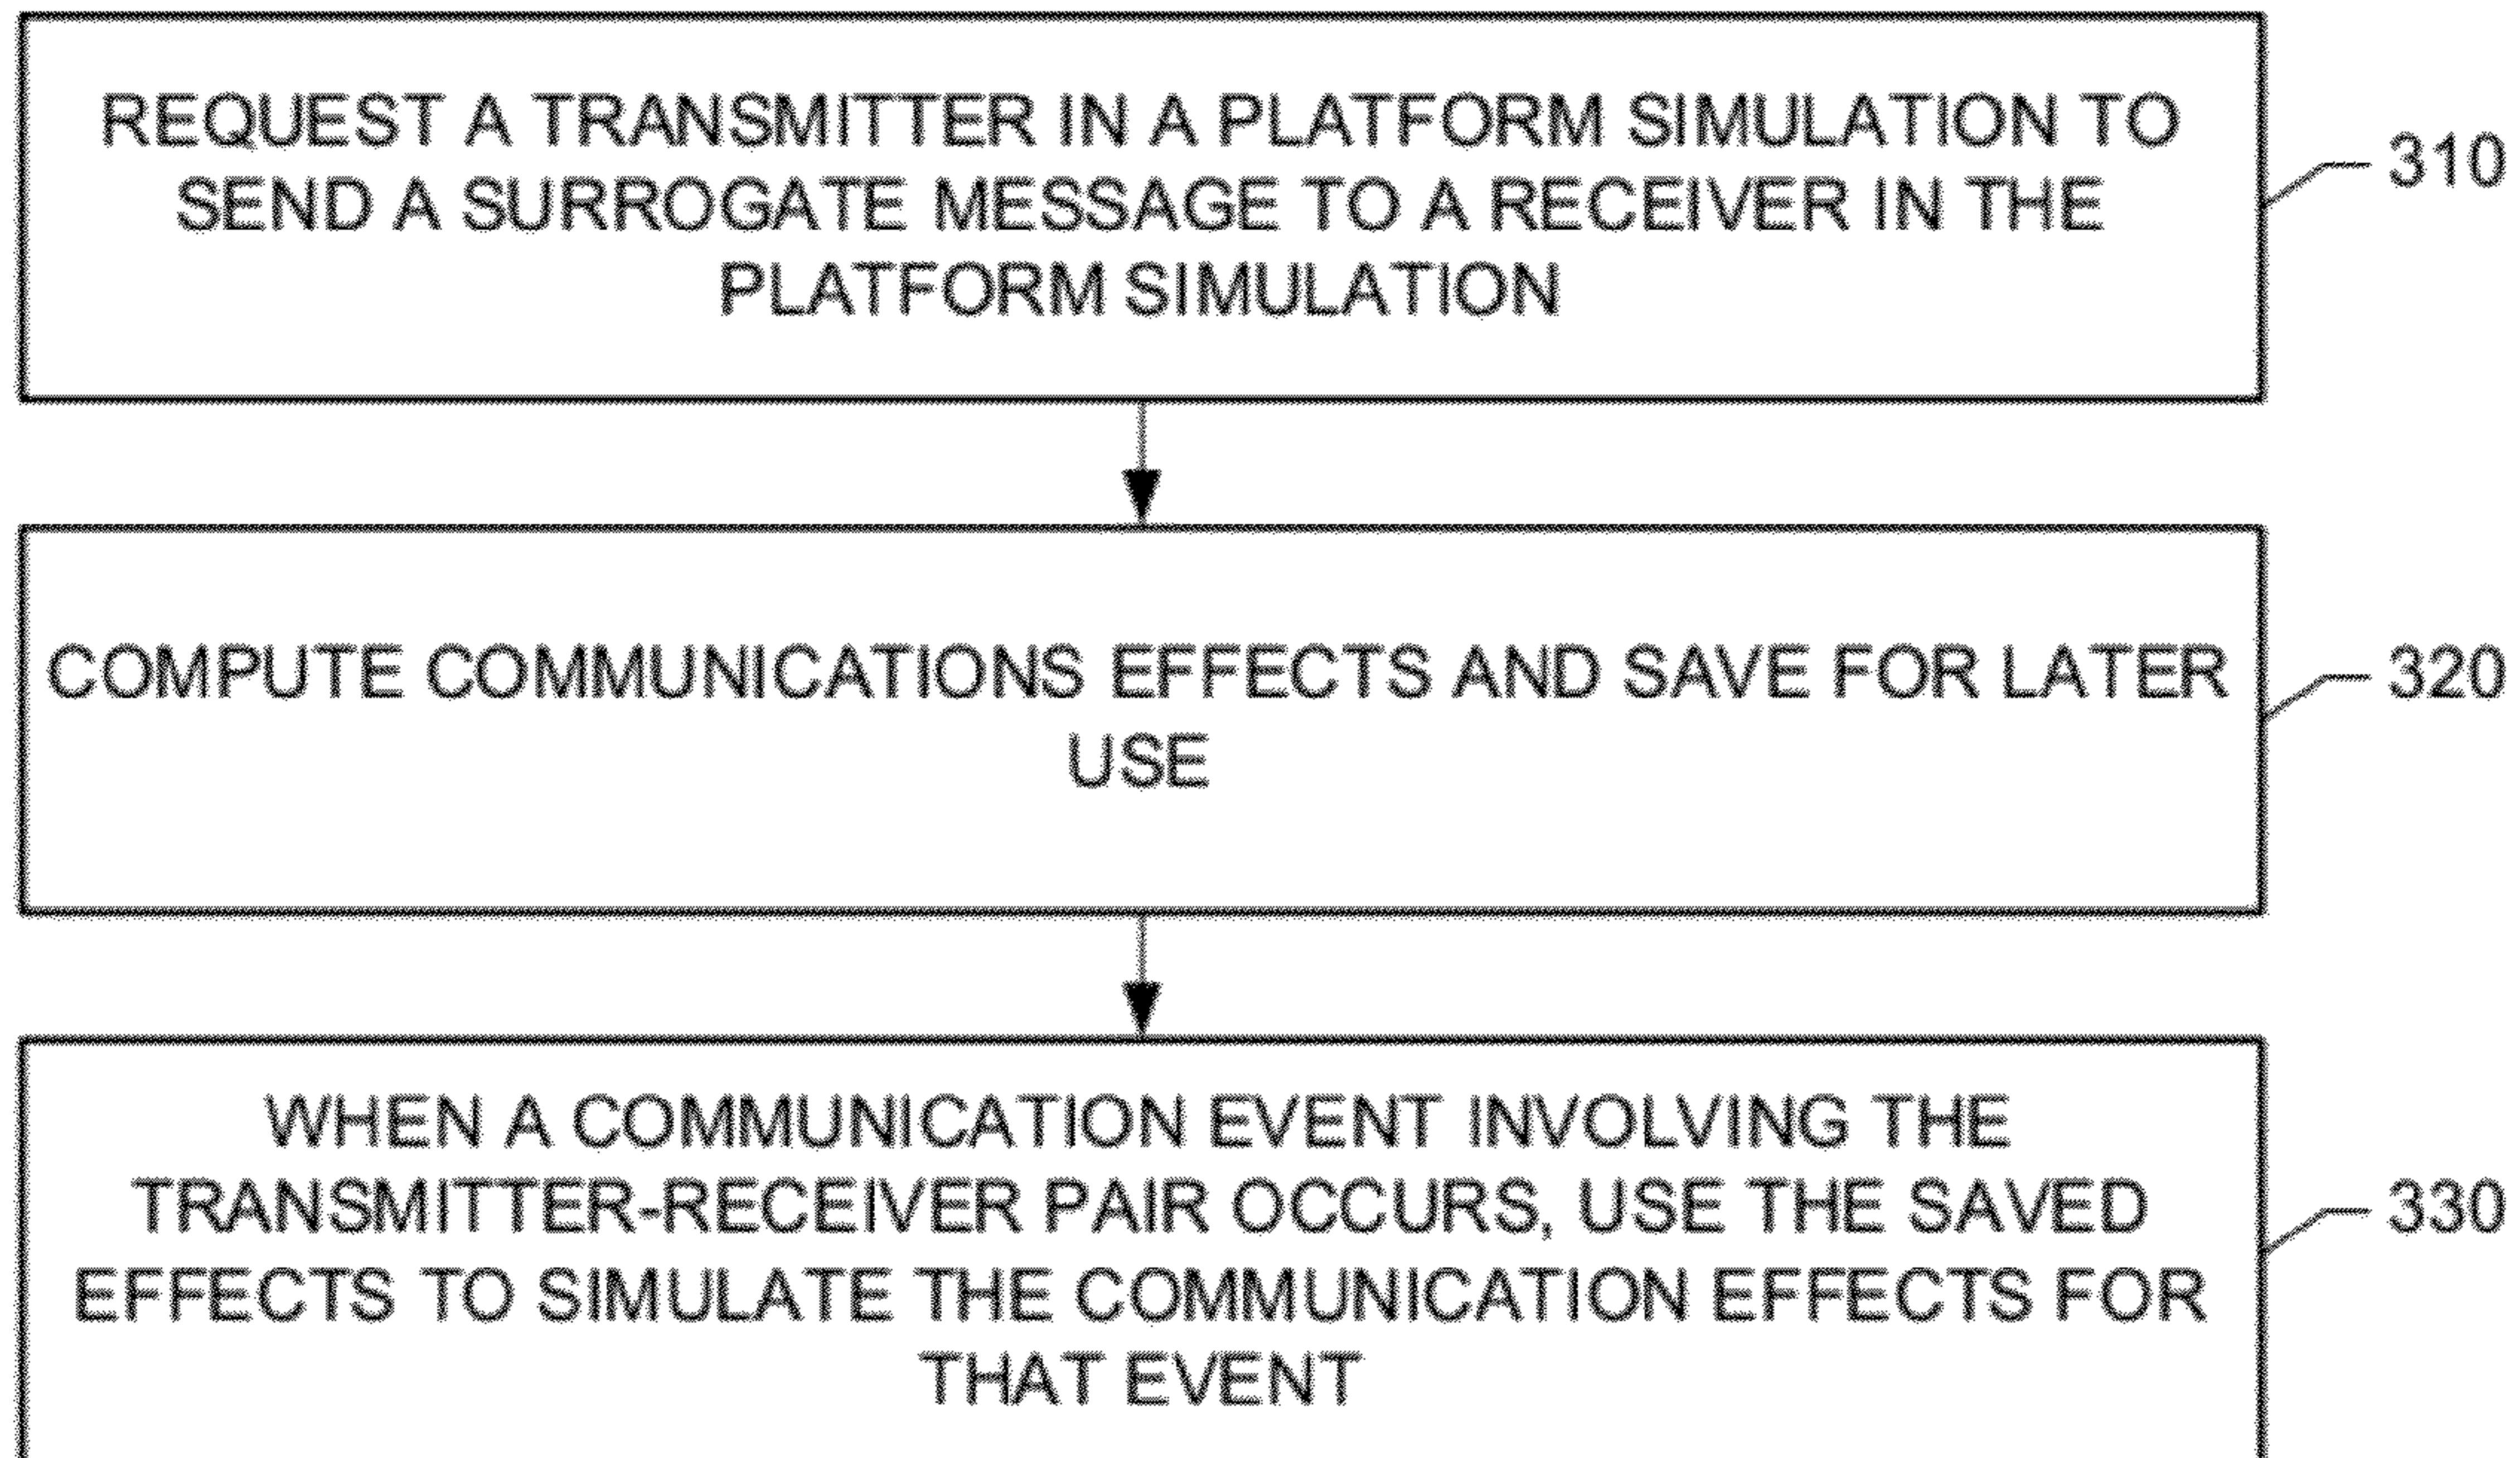 REQUEST A TRANSMITTER IN A PLATFORM SIMULATION TO
SEND A SURROGATE MESSAGE TO A RECEIVER IN THE
PLATFORM SIMULATION
310
COMPUTE COMMUNICATIONS EFFECTS AND SAVE FOR LATER
USE
320
WHEN A COMMUNICATION EVENT INVOLVING THE
TRANSMITTER-RECEIVER PAIR OCCURS, USE THE SAVED
EFFECTS TO SIMULATE THE COMMUNICATION EFFECTS FOR
THAT EVENT
330